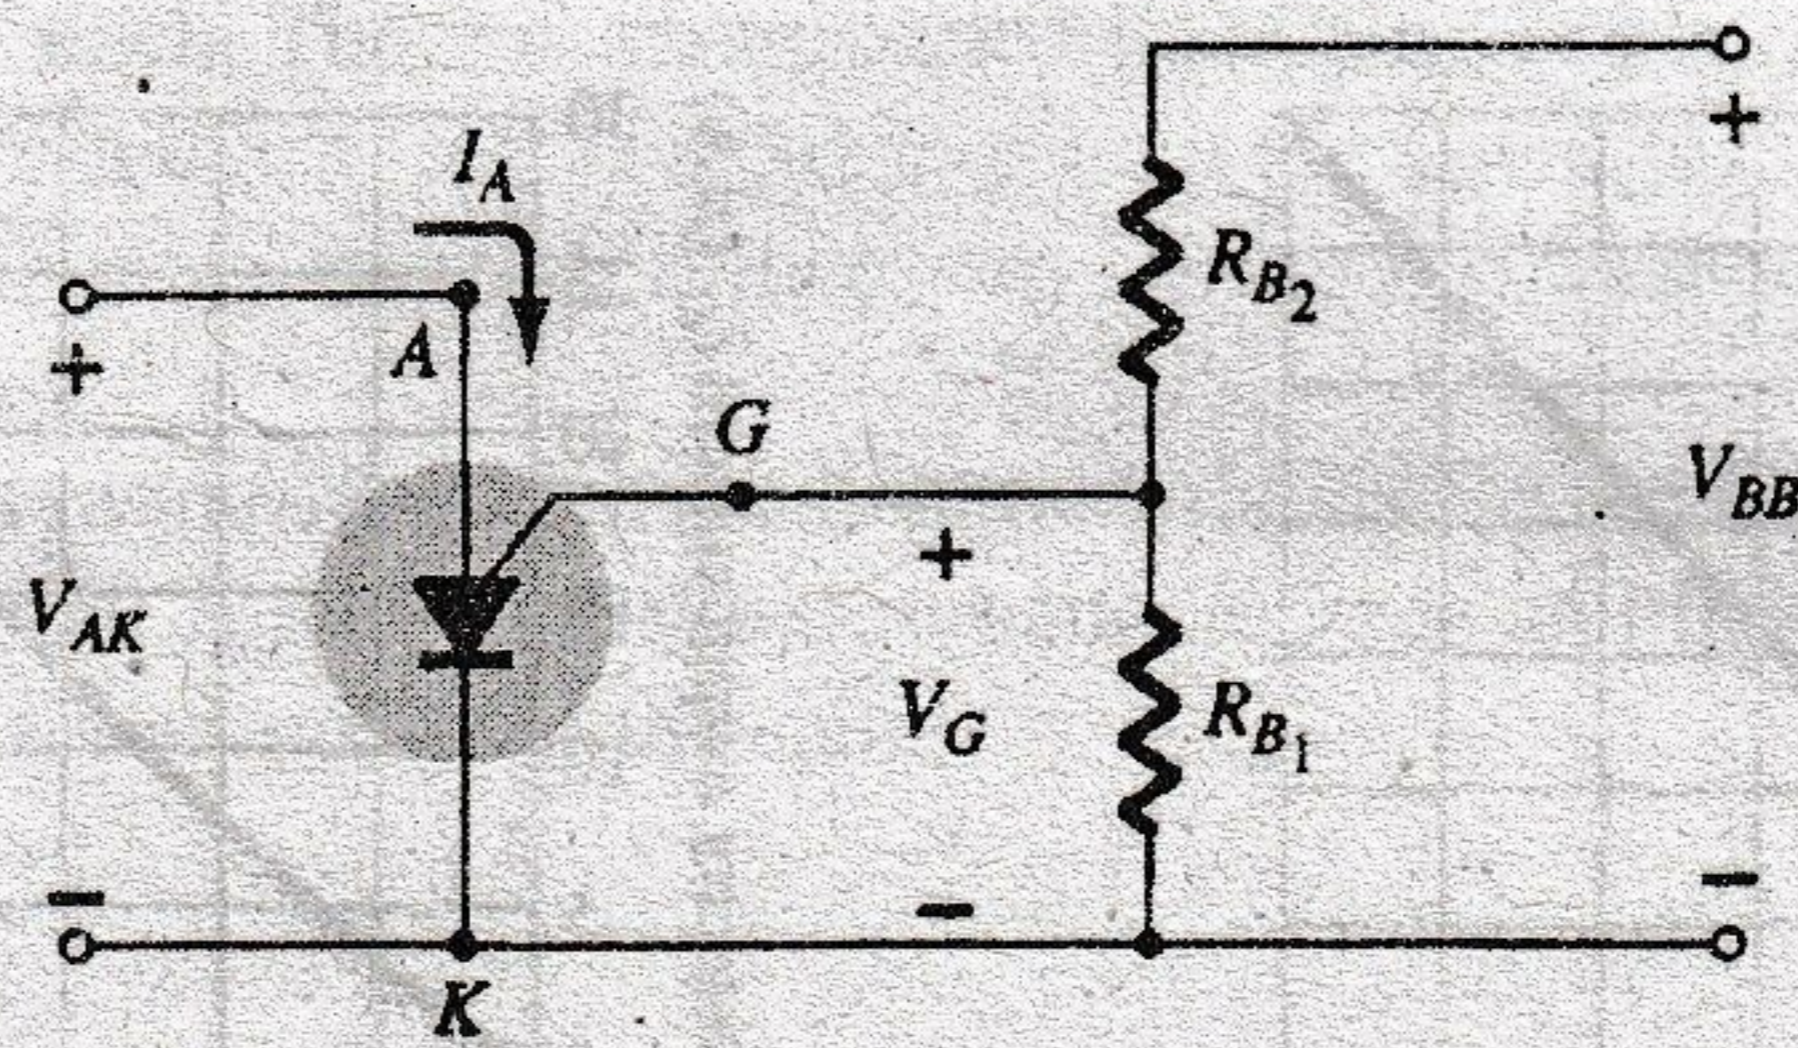 I_A
+
A
R_B2
G
+
+
V_BB
V_AK
V_G
R_B1
−
−
−
K